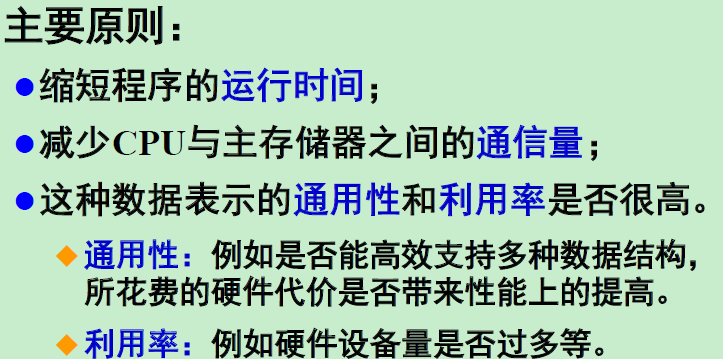 主要原则：
●缩短程序的运行时间；
●减少CPU与主存储器之间的通信量；
●这种数据表示的通用性和利用率是否很高。
◆通用性：例如是否能高效支持多种数据结构，
所花费的硬件代价是否带来性能上的提高。
◆利用率：例如硬件设备量是否过多等。